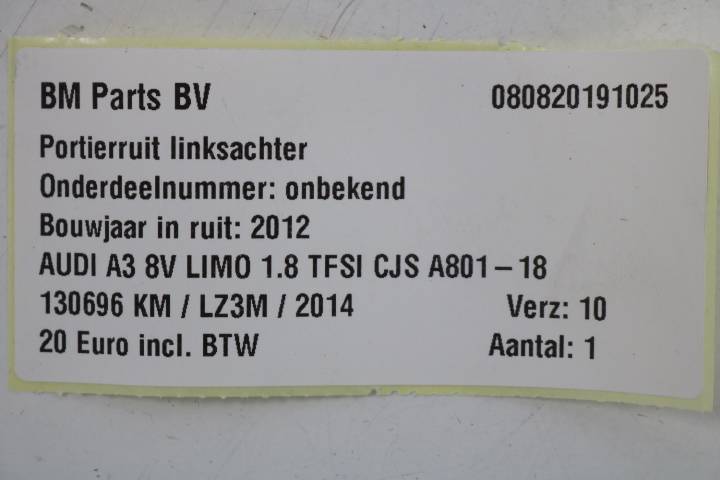 BM Parts BV 080820191025
Portierruit linksachter
Onderdeelnummer: onbekend
Bouwjaar in ruit: 2012
AUDI A3 8V LIMO 1.8 TFSI CJS A801-18
130696 KM / LZ3M / 2014 Verz: 10
20 Euro incl. BTW Aantal: 1